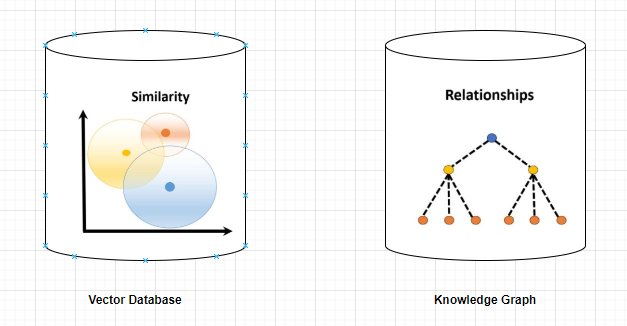 Similarity
Relationships
Vector Database
Knowledge Graph